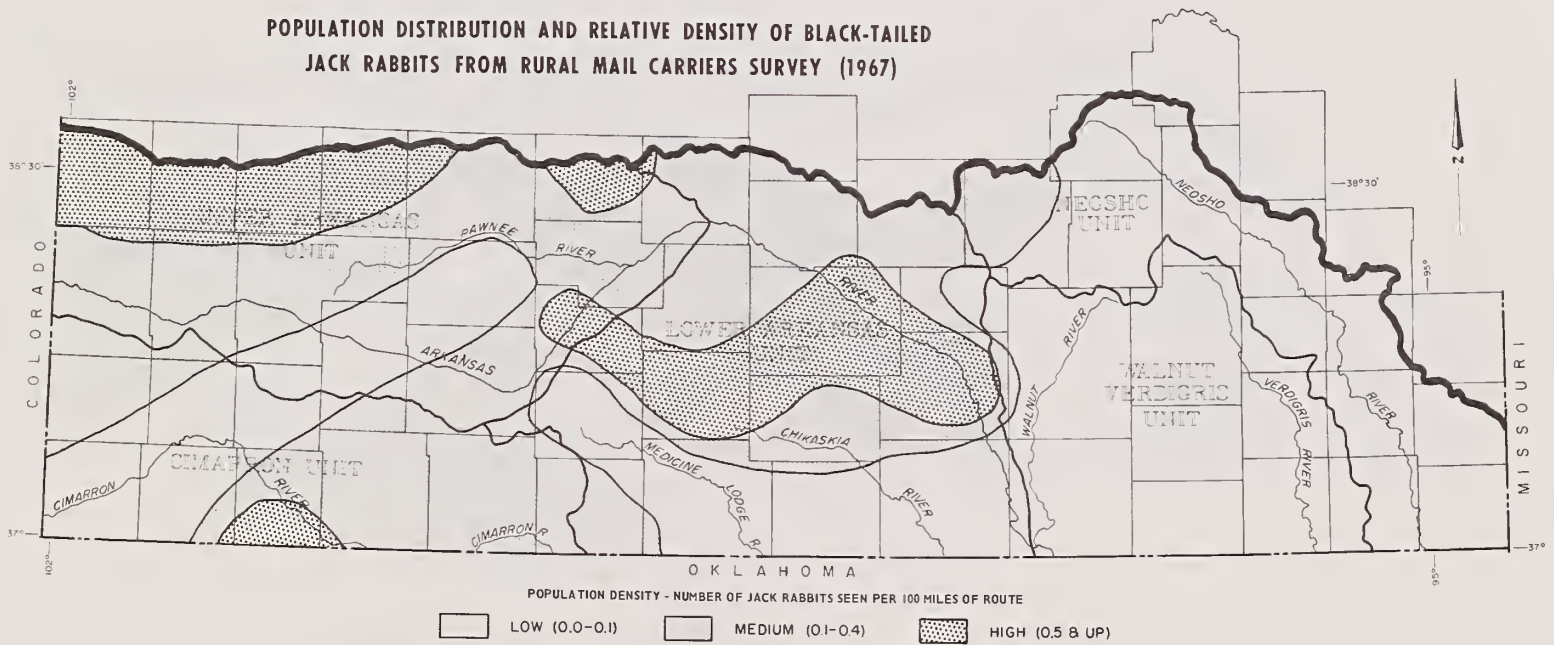 POPULATION DISTRIBUTION AND RELATIVE DENSITY OF BLACK-TAILED
JACK RABBITS FROM RURAL MAIL CARRIERS SURVEY (1967)
102°
38°30'
N
38°30'
NEOSHO
NEOSHO
UNIT
ARKANSAS
UNIT
PAWNEE
RIVER
COLORADO
95°
RIVER
LOWER ARKANSAS
RIVER
ARKANSAS
WALNUT
VERDIGRIS
UNIT
WALNUT
VERDIGRIS
RIVER
RIVER
MISSOURI
CHIKASKIA
RIVER
MEDICINE
LODGE R.
CIMARRON UNIT
CIMARRON
RIVER
CIMARRON R
37°
37°
102°
95°
OKLAHOMA
POPULATION DENSITY - NUMBER OF JACK RABBITS SEEN PER 100 MILES OF ROUTE
LOW (0.0-0.1)
MEDIUM (0.1-0.4)
HIGH (0.5 & UP)